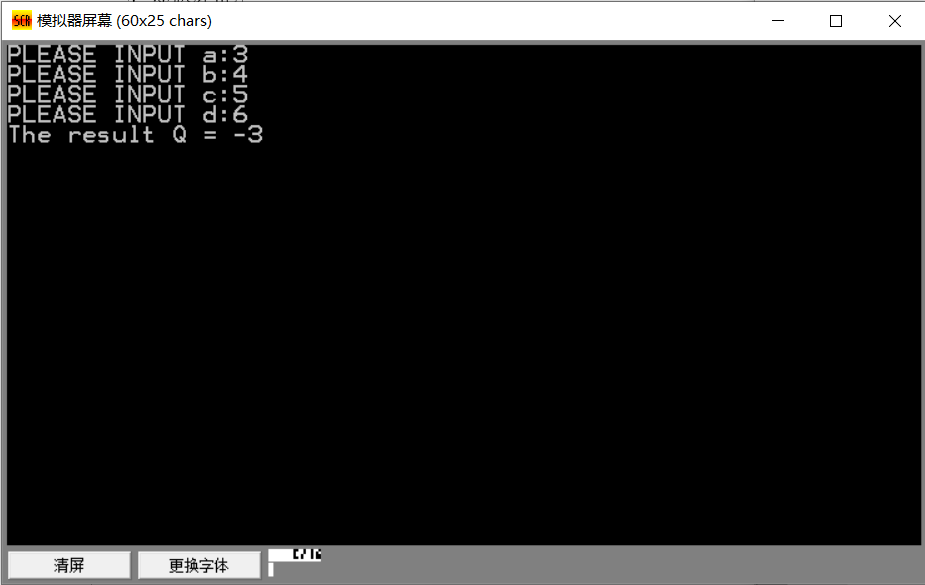 模拟器屏幕 (60x25 chars)
PLEASE INPUT a:3
PLEASE INPUT b:4
PLEASE INPUT c:5
PLEASE INPUT d:6
The result Q = -3
清屏
更换字体